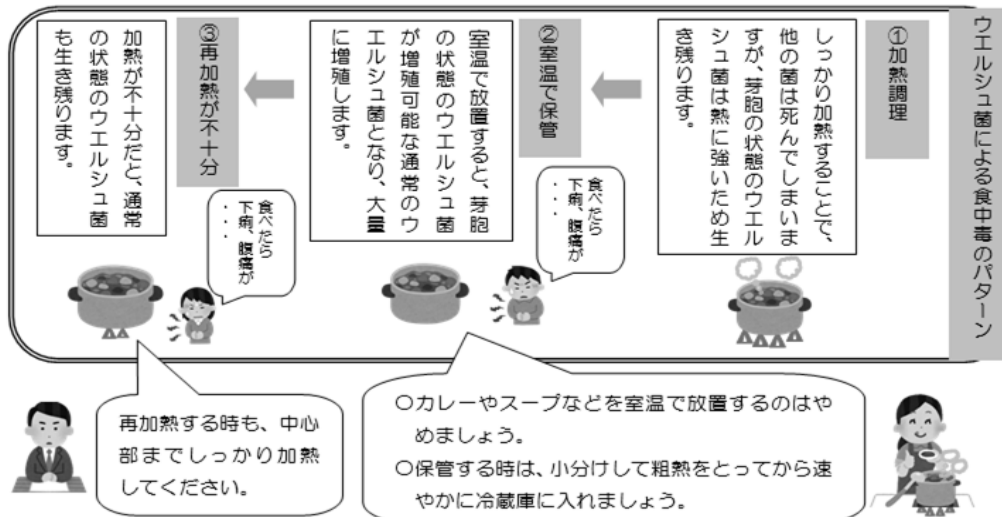 ウエルシュ菌による食中毒のパターン
①加熱調理
しっかり加熱することで、
他の菌は死んでしまいま
すが、芽胞の状態のウエル
シュ菌は熱に強いため生
き残ります。
②室温で保管
室温で放置すると、芽胞
の状態のウエルシュ菌
が増殖可能な通常のウ
エルシュ菌となり、大量
に増殖します。
食べたら
下痢、腹痛が
・・・
③再加熱が不十分
加熱が不十分だと、通常
の状態のウエルシュ菌
も生き残ります。
食べたら
下痢、腹痛が
・・・
〇カレーやスープなどを室温で放置するのはや
めましょう。
〇保管する時は、小分けして粗熱をとってから速
やかに冷蔵庫に入れましょう。
再加熱する時も、中心
部までしっかり加熱
してください。